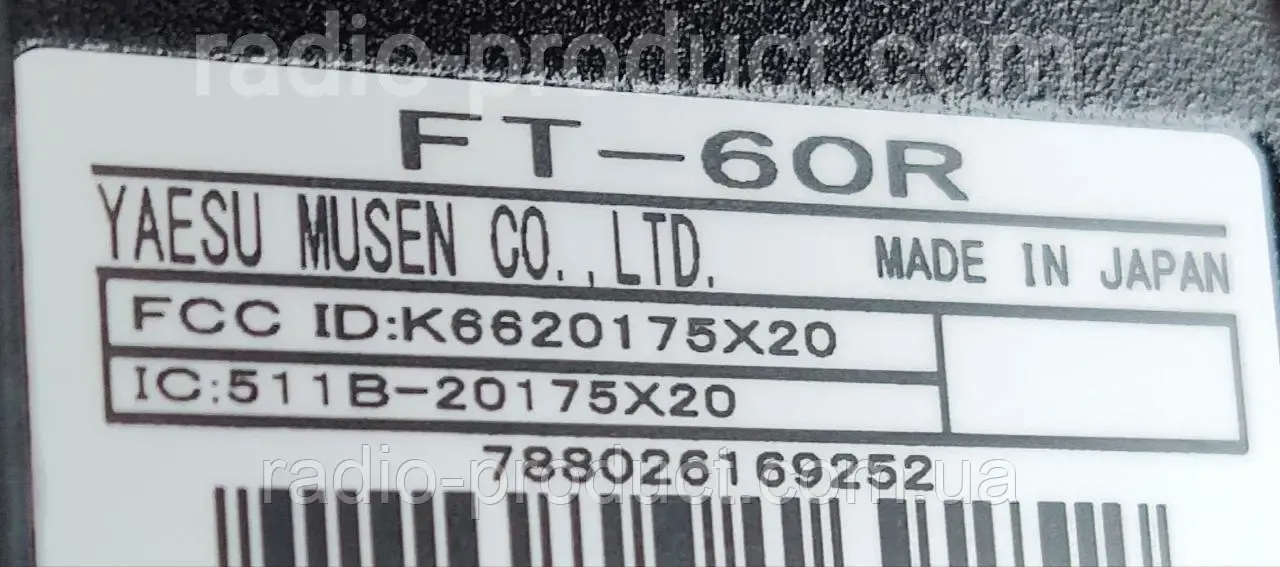 radio-product.com
FT-60R
YAESU MUSEN CO.,LTD. MADE IN JAPAN
FCC ID:K6620175X20
IC:511B-20175X20
788026169252
radio-product.com.ua